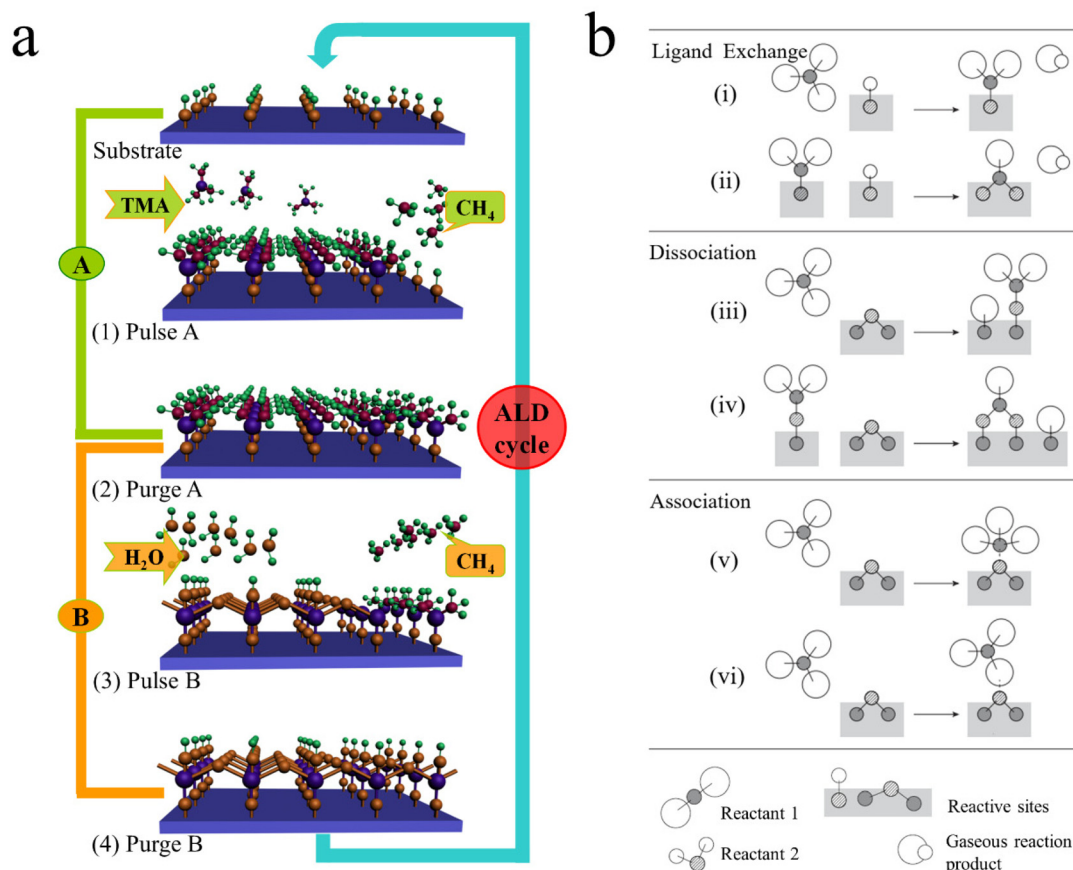 a
Substrate
TMA
CH4
A
(1) Pulse A
ALD
cycle
(2) Purge A
H2O
CH4
B
(3) Pulse B
(4) Purge B
b
Ligand Exchange
(i)
(ii)
Dissociation
(iii)
(iv)
Association
(v)
(vi)
Reactant 1
Reactive sites
Reactant 2
Gaseous reaction
product